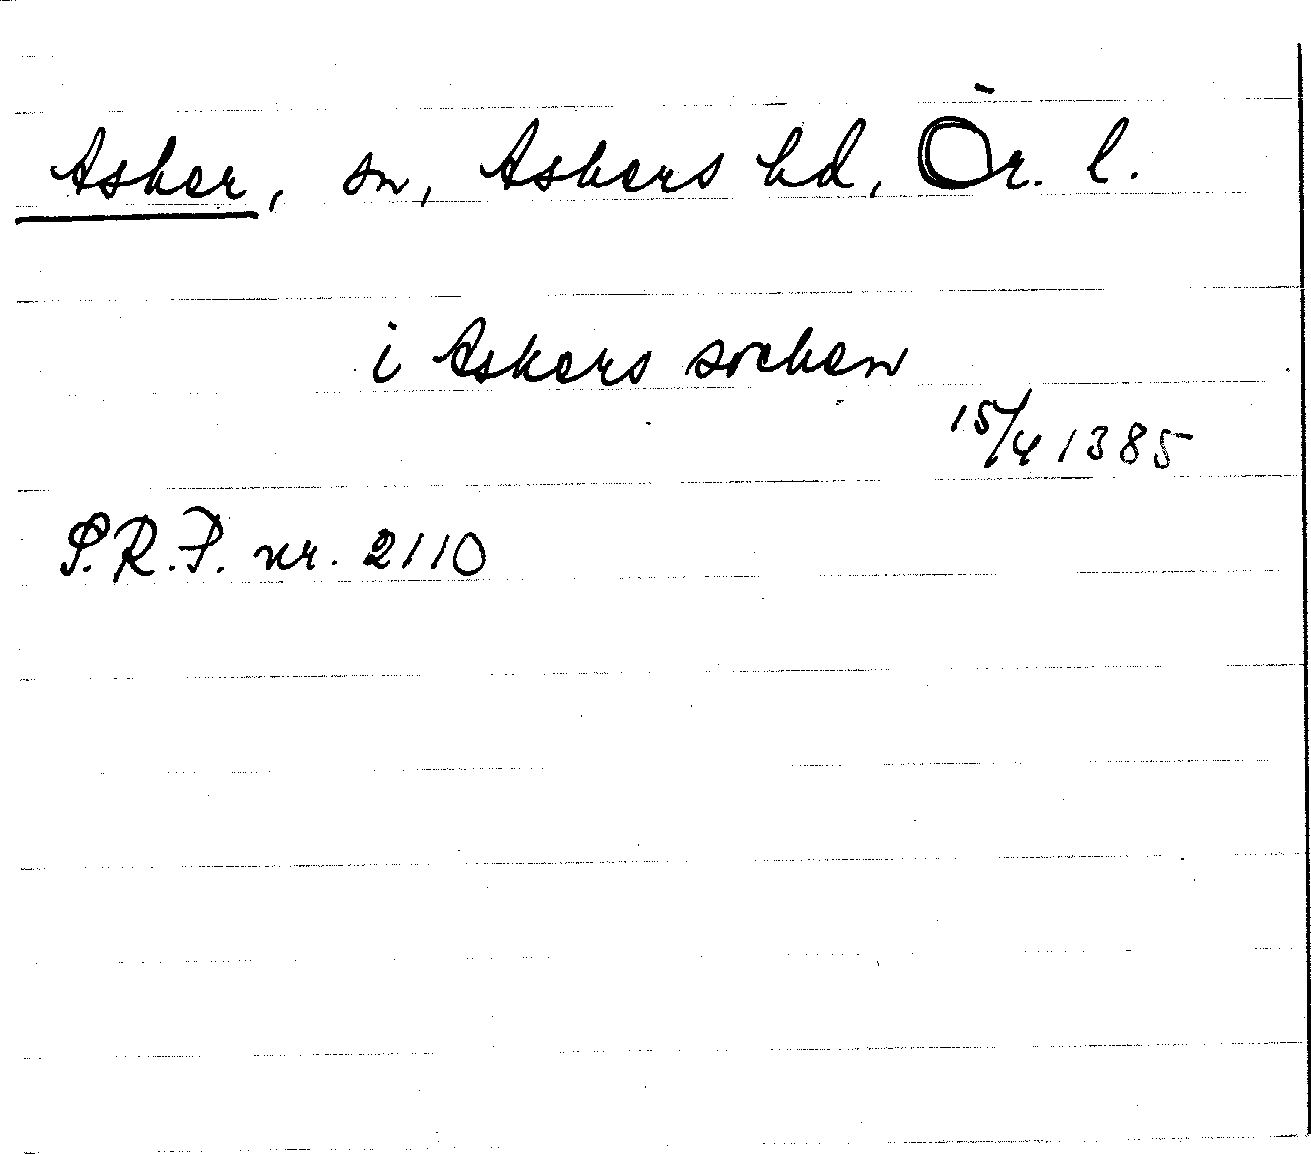 Asker, sn, Askers hd, Ör. l.
i Askers sochen
15/4 1385
S.R.P. nr. 2110